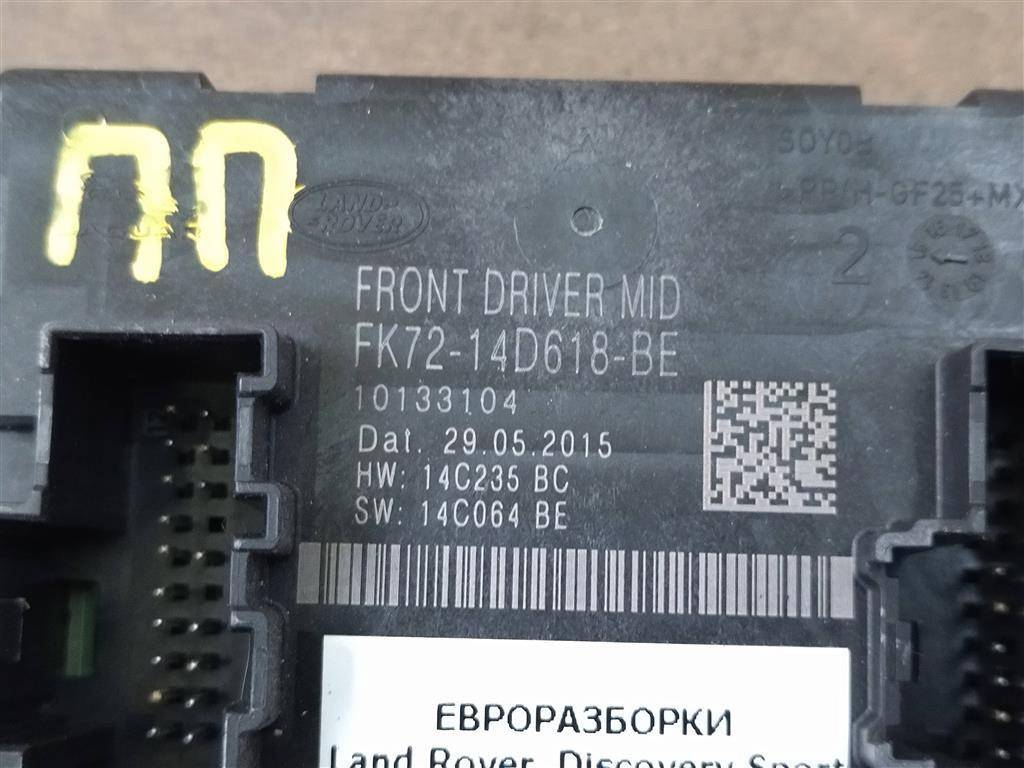 ПП
LAND-
ROVER
FRONT DRIVER MID
FK72-14D618-BE
10133104
Dat. 29.05.2015
HW: 14C235 BC
SW: 14C064 BE
2
ЕВРОРАЗБОРКИ
Land Rover, Discovery Sport